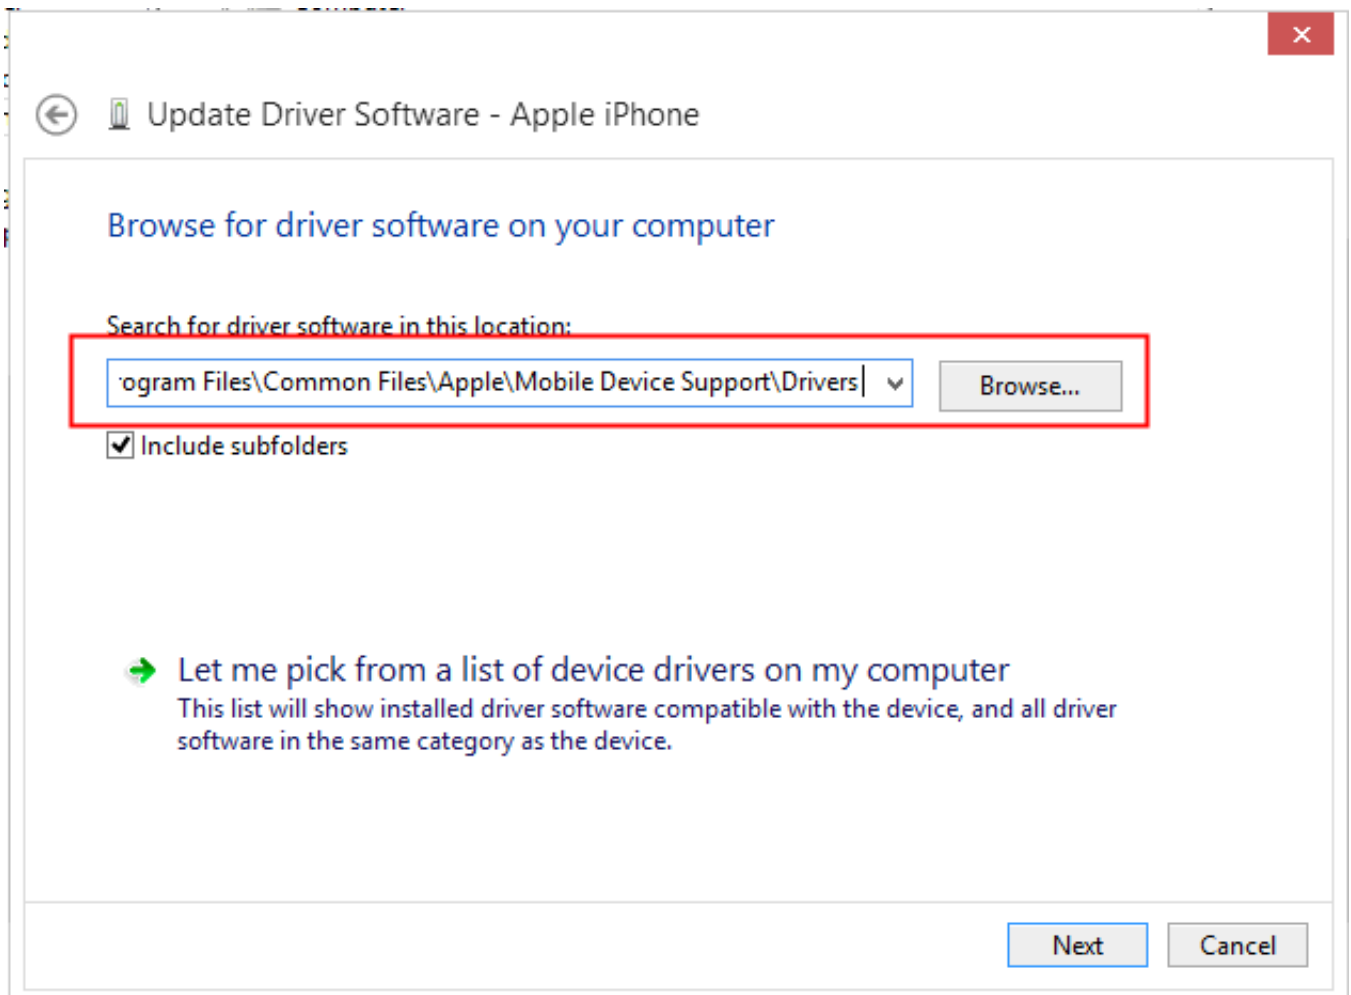 Update Driver Software - Apple iPhone
Browse for driver software on your computer
Search for driver software in this location:
rogram Files\Common Files\Apple\Mobile Device Support\Drivers
Browse...
Include subfolders
Let me pick from a list of device drivers on my computer
This list will show installed driver software compatible with the device, and all driver
software in the same category as the device.
Next
Cancel